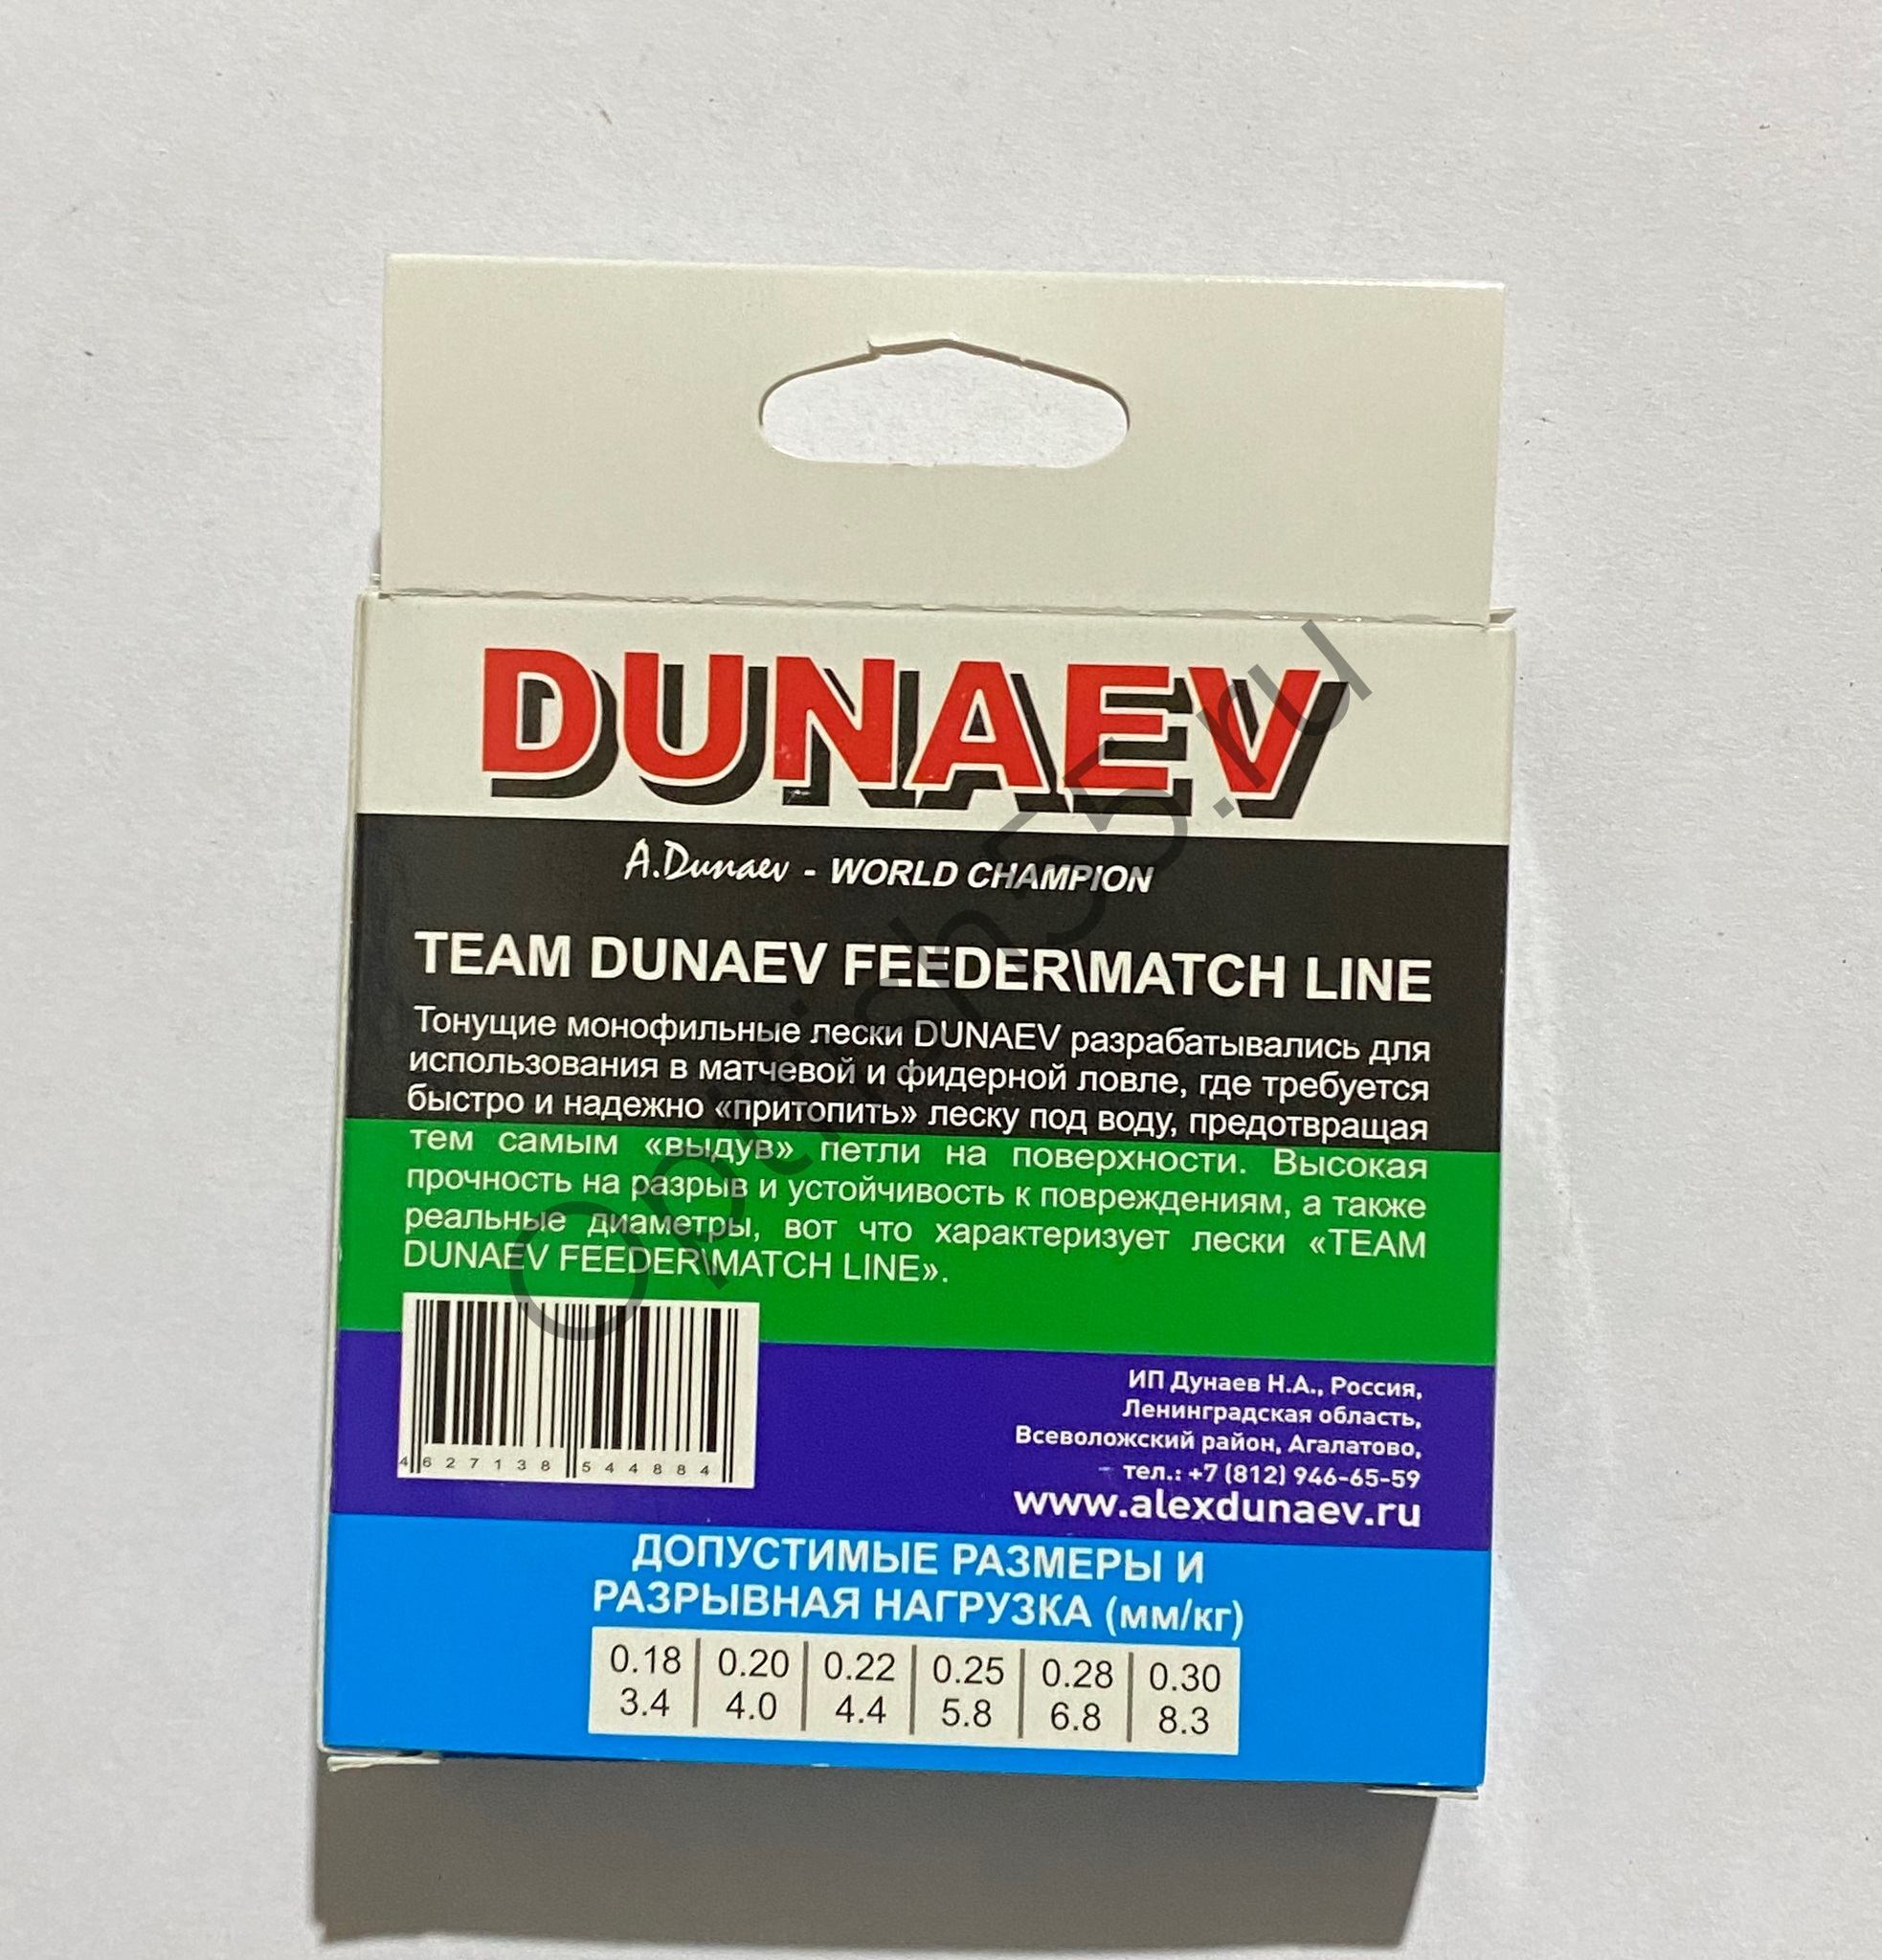 DUNAEV
A.Dunaev - WORLD CHAMPION
TEAM DUNAEV FEEDER\MATCH LINE
Тонущие монофильные лески DUNAEV разрабатывались для
использования в матчевой и фидерной ловле, где требуется
быстро и надежно «притопить» леску под воду, предотвращая
тем самым «выдув» петли на поверхности. Высокая
прочность на разрыв и устойчивость к повреждениям, а также
реальные диаметры, вот что характеризует лески «TEAM
DUNAEV FEEDER\MATCH LINE».
4 627138 544884
ИП Дунаев Н.А., Россия,
Ленинградская область,
Всеволожский район, Агалатово,
тел.: +7 (812) 946-65-59
www.alexdunaev.ru
ДОПУСТИМЫЕ РАЗМЕРЫ И
РАЗРЫВНАЯ НАГРУЗКА (мм/кг)
0.18 0.20 0.22 0.25 0.28 0.30
3.4 4.0 4.4 5.8 6.8 8.3
Optfish55.ru